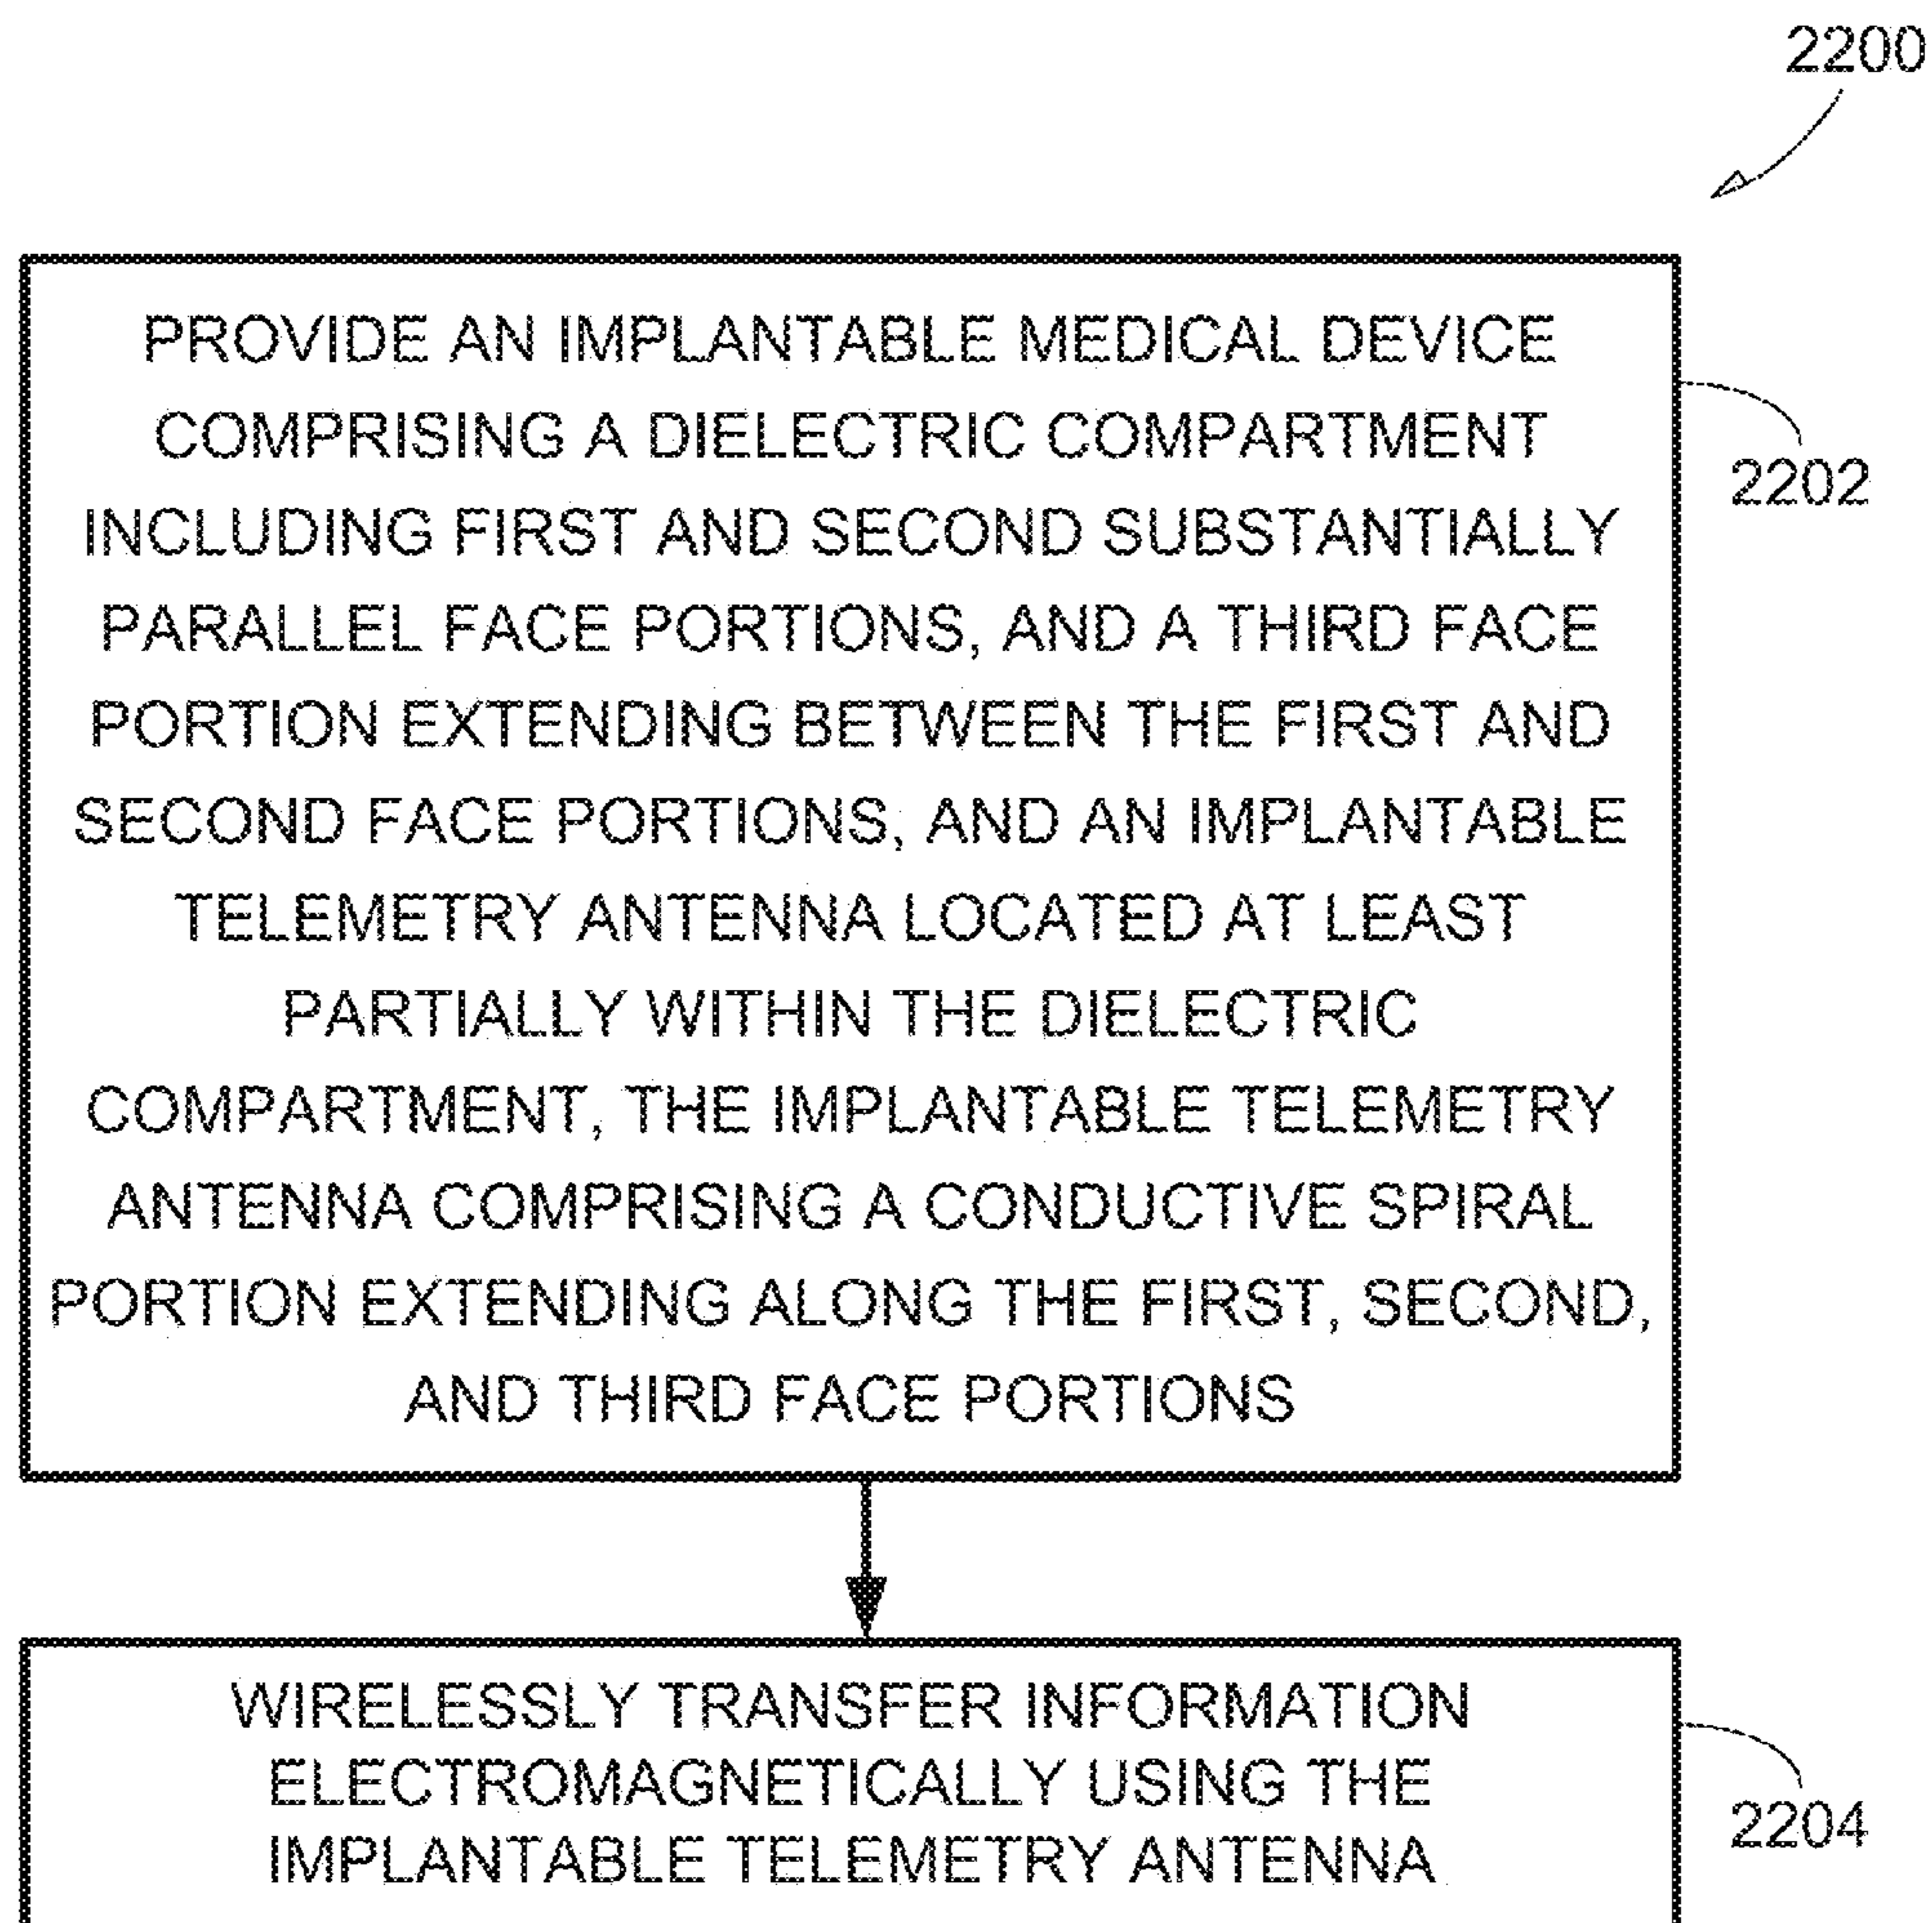 2200
PROVIDE AN IMPLANTABLE MEDICAL DEVICE
COMPRISING A DIELECTRIC COMPARTMENT
INCLUDING FIRST AND SECOND SUBSTANTIALLY
PARALLEL FACE PORTIONS, AND A THIRD FACE
PORTION EXTENDING BETWEEN THE FIRST AND
SECOND FACE PORTIONS, AND AN IMPLANTABLE
TELEMETRY ANTENNA LOCATED AT LEAST
PARTIALLY WITHIN THE DIELECTRIC
COMPARTMENT, THE IMPLANTABLE TELEMETRY
ANTENNA COMPRISING A CONDUCTIVE SPIRAL
PORTION EXTENDING ALONG THE FIRST, SECOND,
AND THIRD FACE PORTIONS
2202
WIRELESSLY TRANSFER INFORMATION
ELECTROMAGNETICALLY USING THE
IMPLANTABLE TELEMETRY ANTENNA
2204